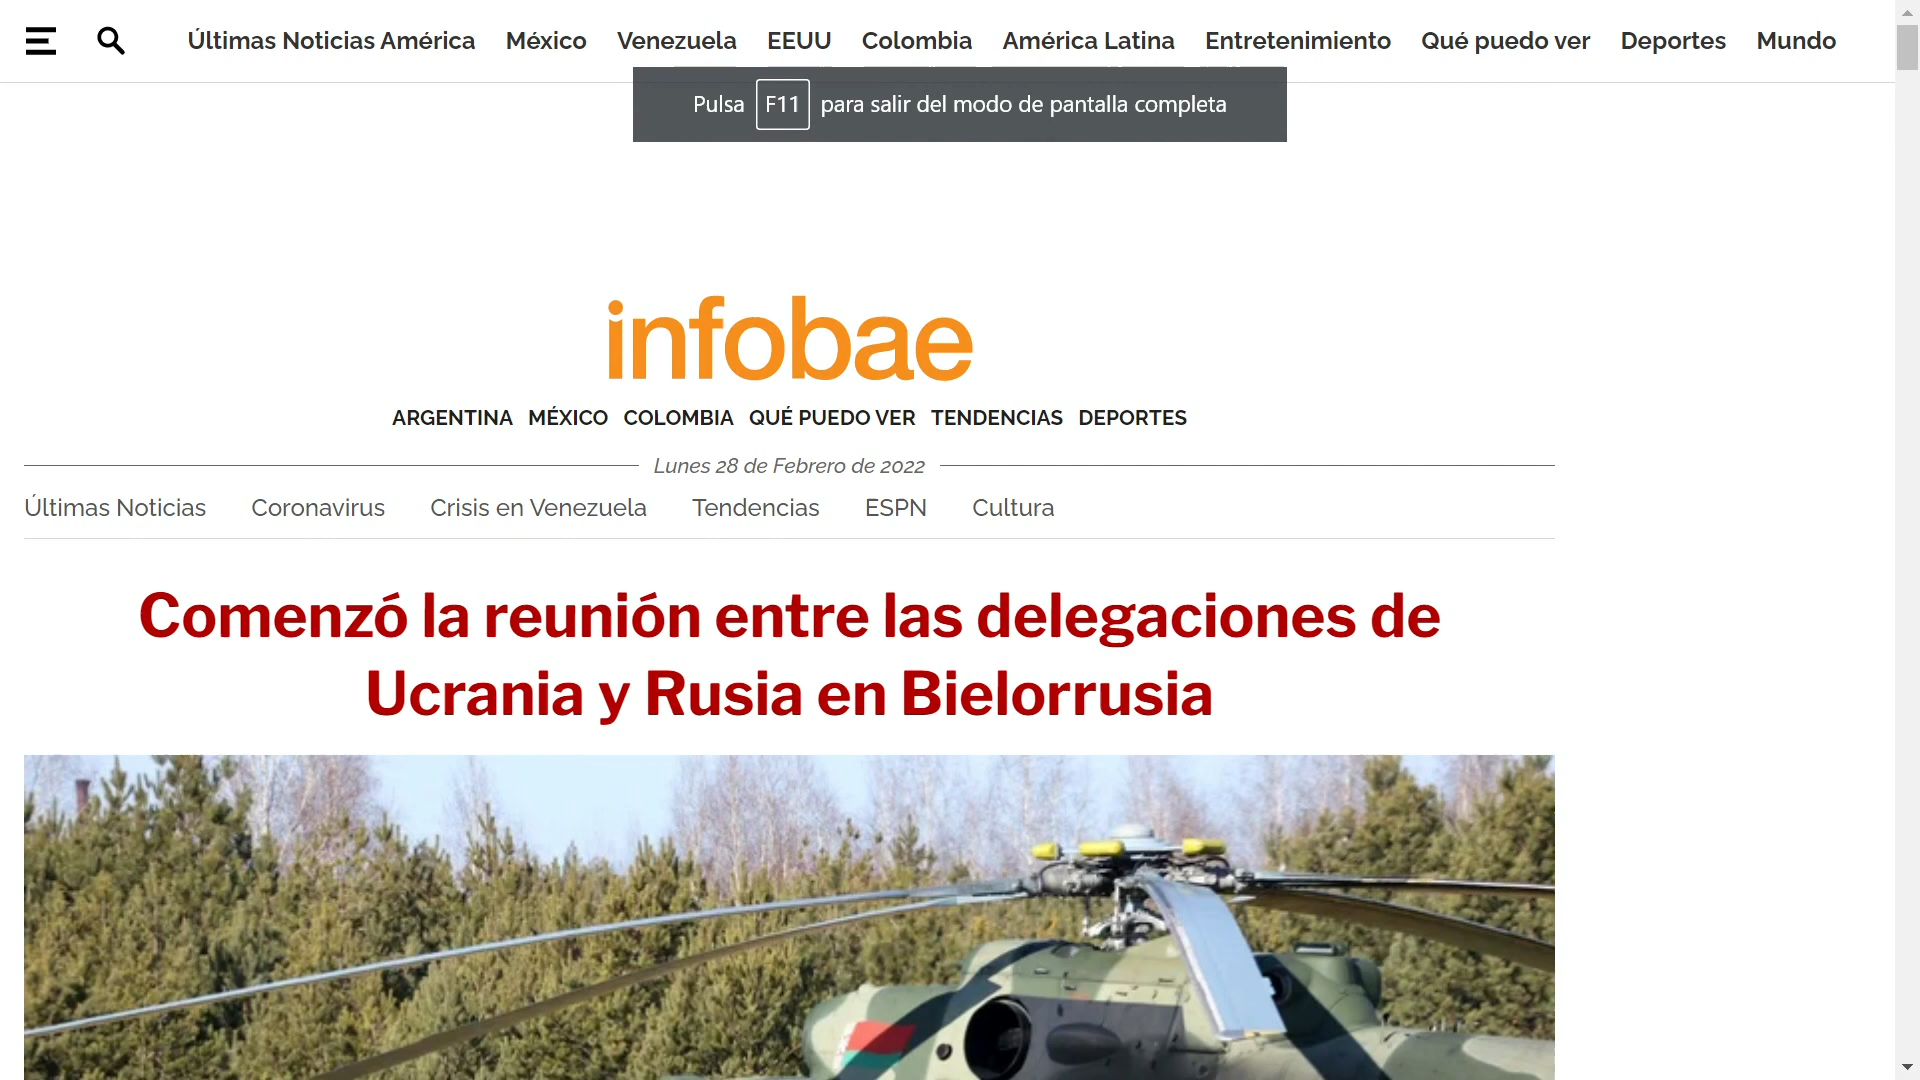 Últimas Noticias América México Venezuela EEUU Colombia América Latina Entretenimiento Qué puedo ver Deportes Mundo
Pulsa F11 para salir del modo de pantalla completa
infobae
ARGENTINA MÉXICO COLOMBIA QUÉ PUEDO VER TENDENCIAS DEPORTES
Lunes 28 de Febrero de 2022
Últimas Noticias Coronavirus Crisis en Venezuela Tendencias ESPN Cultura
Comenzó la reunión entre las delegaciones de
Ucrania y Rusia en Bielorrusia